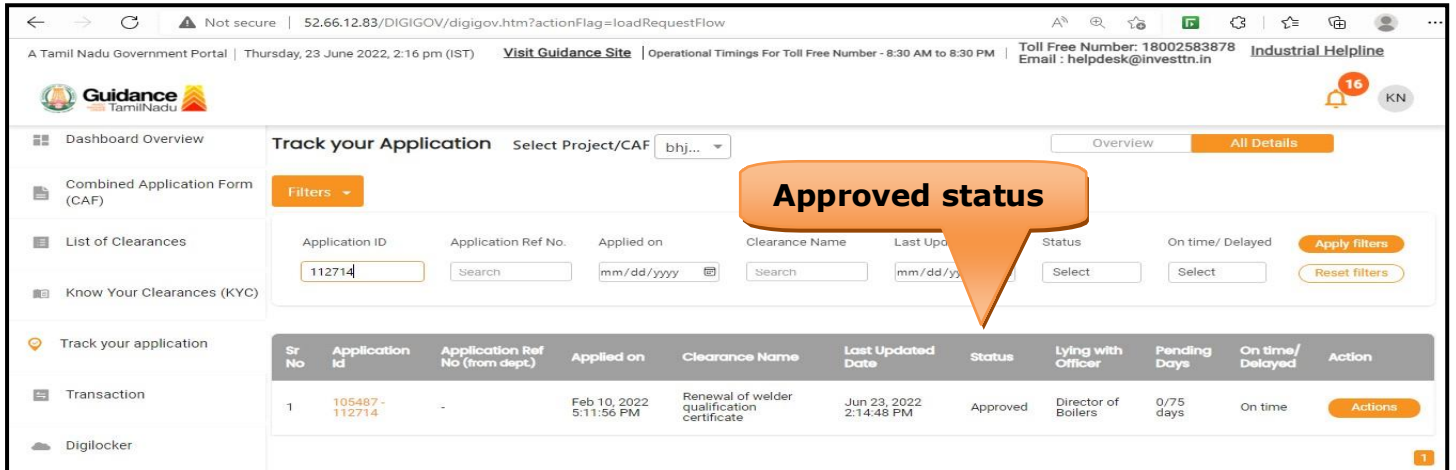 Not secure | 52.66.12.83/DIGIGOV/digigov.htm?actionFlag=loadRequestFlow
A Tamil Nadu Government Portal | Thursday, 23 June 2022, 2:16 pm (IST) Visit Guidance Site | Operational Timings For Toll Free Number - 8:30 AM to 8:30 PM | Toll Free Number: 18002583878 Industrial Helpline
Email : helpdesk@investtn.in
Guidance
TamilNadu
16
KN
Dashboard Overview
Track your Application Select Project/CAF bhj... Overview All Details
Combined Application Form
(CAF)
Filters
Approved status
List of Clearances
Application ID Application Ref No. Applied on Clearance Name Last Upd Status On time/ Delayed Apply filters
112714 Search mm/dd/yyyy Search mm/dd/yy Select Select Reset filters
Know Your Clearances (KYC)
Track your application
Sr
No
Application
Id
Application Ref
No (from dept.)
Applied on
Clearance Name
Last Updated
Date
Status
Lying with
Officer
Pending
Days
On time/
Delayed
Action
Transaction
1
105487 -
112714
-
Feb 10, 2022
5:11:56 PM
Renewal of welder
qualification
certificate
Jun 23, 2022
2:14:48 PM
Approved
Director of
Boilers
0/75
days
On time
Actions
Digilocker
1